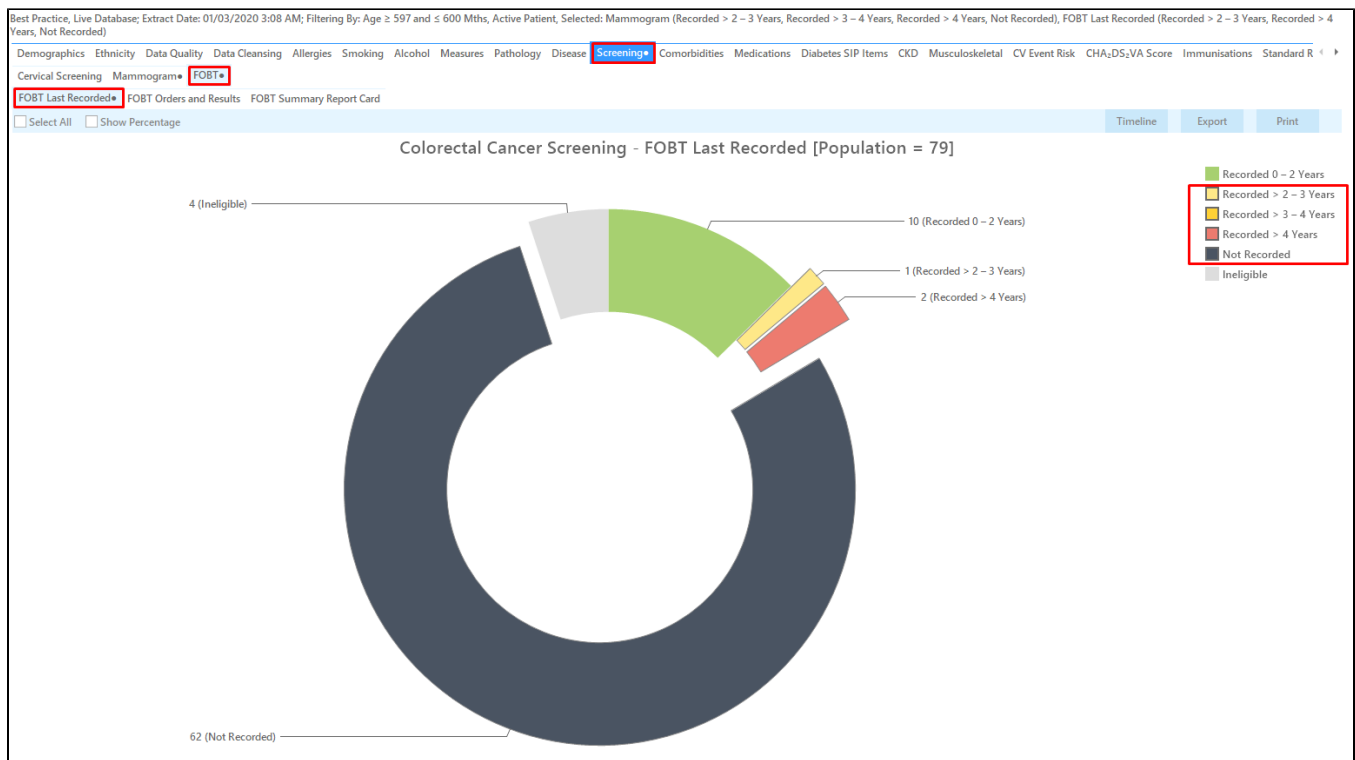 Best Practice, Live Database; Extract Date: 01/03/2020 3:08 AM; Filtering By: Age ≥ 597 and ≤ 600 Mths, Active Patient, Selected: Mammogram (Recorded > 2 – 3 Years, Recorded > 3 – 4 Years, Recorded > 4 Years, Not Recorded), FOBT Last Recorded (Recorded > 2 – 3 Years, Recorded > 4
Years, Not Recorded)
Demographics Ethnicity Data Quality Data Cleansing Allergies Smoking Alcohol Measures Pathology Disease Screening• Comorbidities Medications Diabetes SIP Items CKD Musculoskeletal CV Event Risk CHA₂DS₂VA Score Immunisations Standard R
Cervical Screening Mammogram• FOBT•
FOBT Last Recorded• FOBT Orders and Results FOBT Summary Report Card
Select All Show Percentage Timeline Export Print
Colorectal Cancer Screening - FOBT Last Recorded [Population = 79]
Recorded 0 – 2 Years
Recorded > 2 – 3 Years
Recorded > 3 – 4 Years
Recorded > 4 Years
Not Recorded
Ineligible
4 (Ineligible)
10 (Recorded 0 – 2 Years)
1 (Recorded > 2 – 3 Years)
2 (Recorded > 4 Years)
62 (Not Recorded)